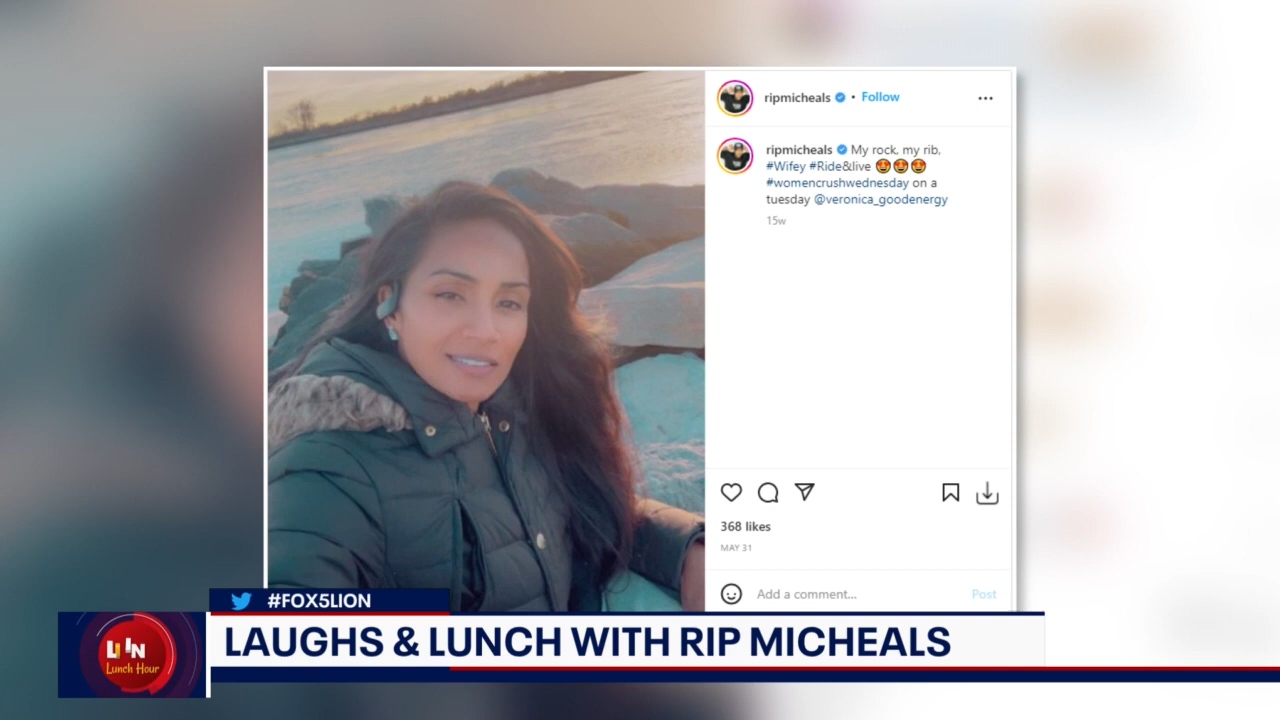 ripmicheals • Follow
ripmicheals My rock, my rib,
#Wifey #Ride&live 😍😍😍
#womencrushwednesday on a
tuesday @veronica_goodenergy
15w
368 likes
MAY 31
Add a comment... Post
#FOX5LION
LAUGHS & LUNCH WITH RIP MICHEALS
LION
Lunch Hour